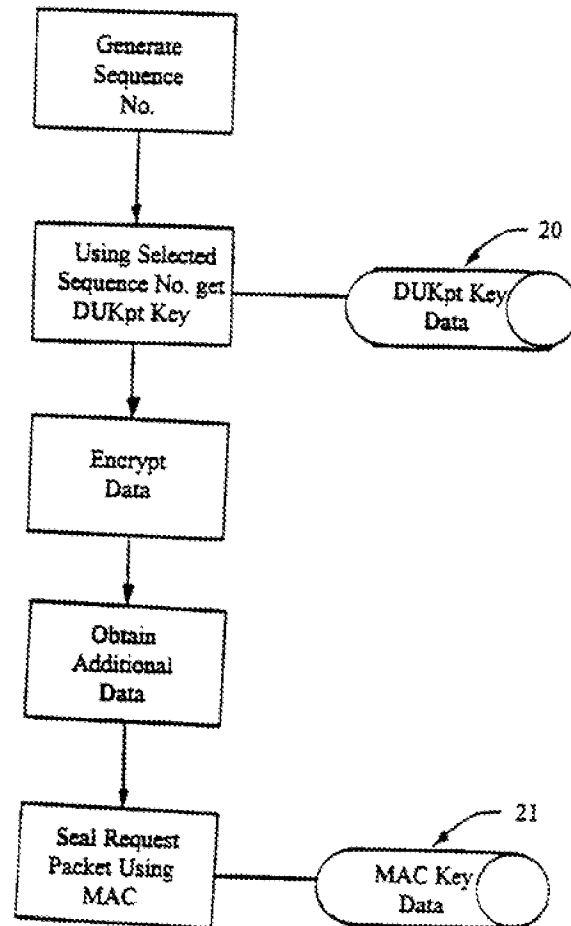 Generate
Sequence
No.
Using Selected
Sequence No. get
DUKpt Key
20
DUKpt Key
Data
Encrypt
Data
Obtain
Additional
Data
Seal Request
Packet Using
MAC
21
MAC Key
Data